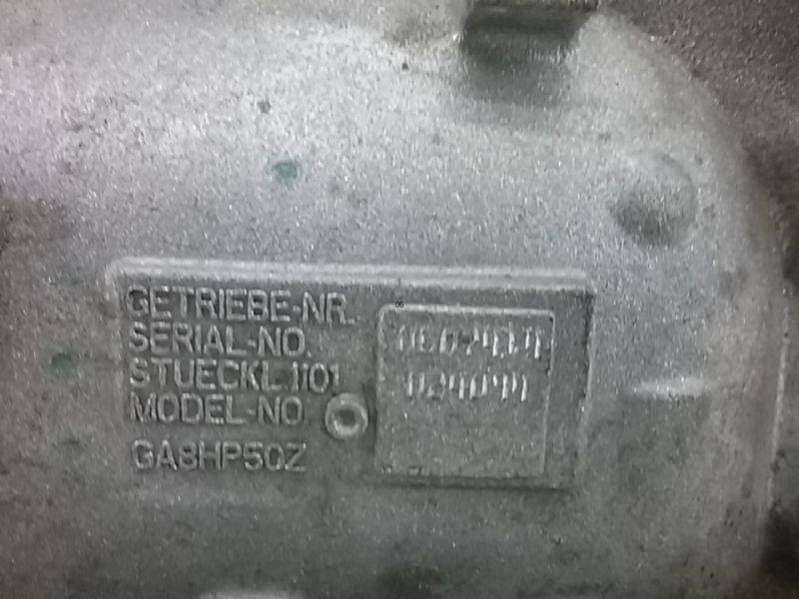 GETRIEBE-NR.
SERIAL-NO.
STUECKL 1101
MODEL-NO.
GA8HP50Z